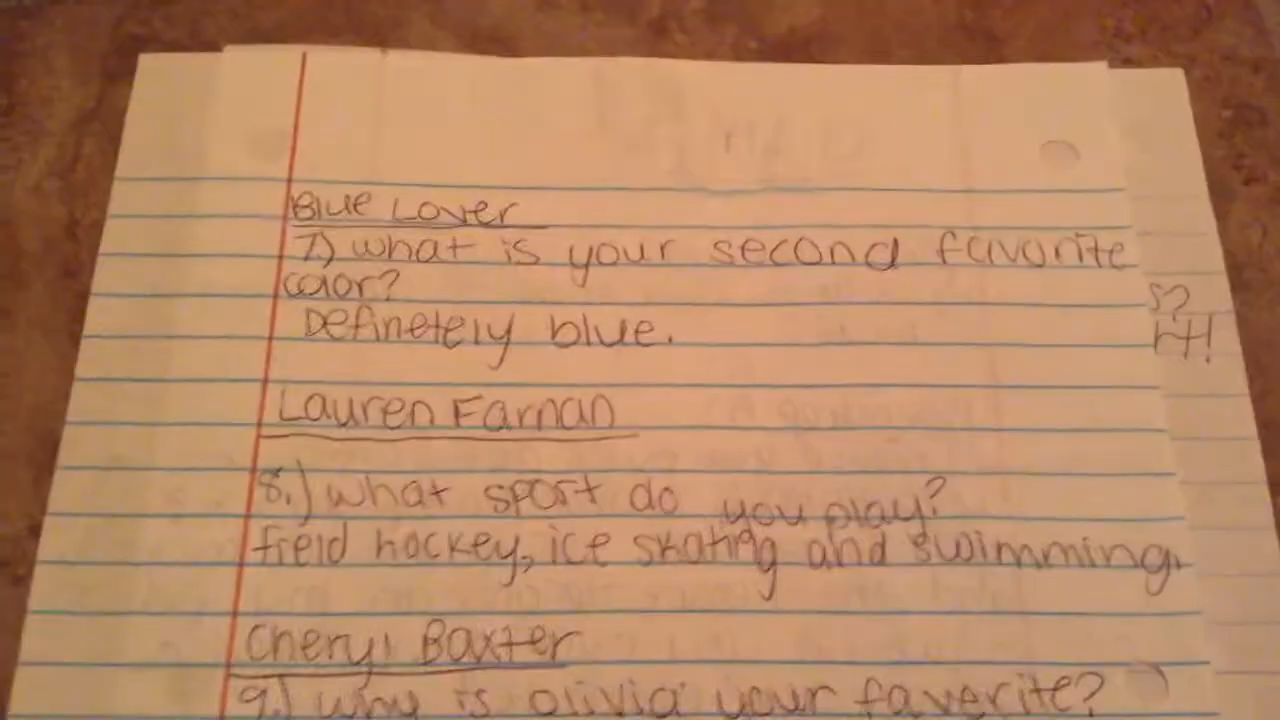 Blue Lover
7.) what is your second favorite
color?
Definetely blue.
s?
Lauren Farnan
8.) what sport do you play?
field hockey, ice skating and swimming.
Cheryl Baxter
9.) why is olivia your faverite?